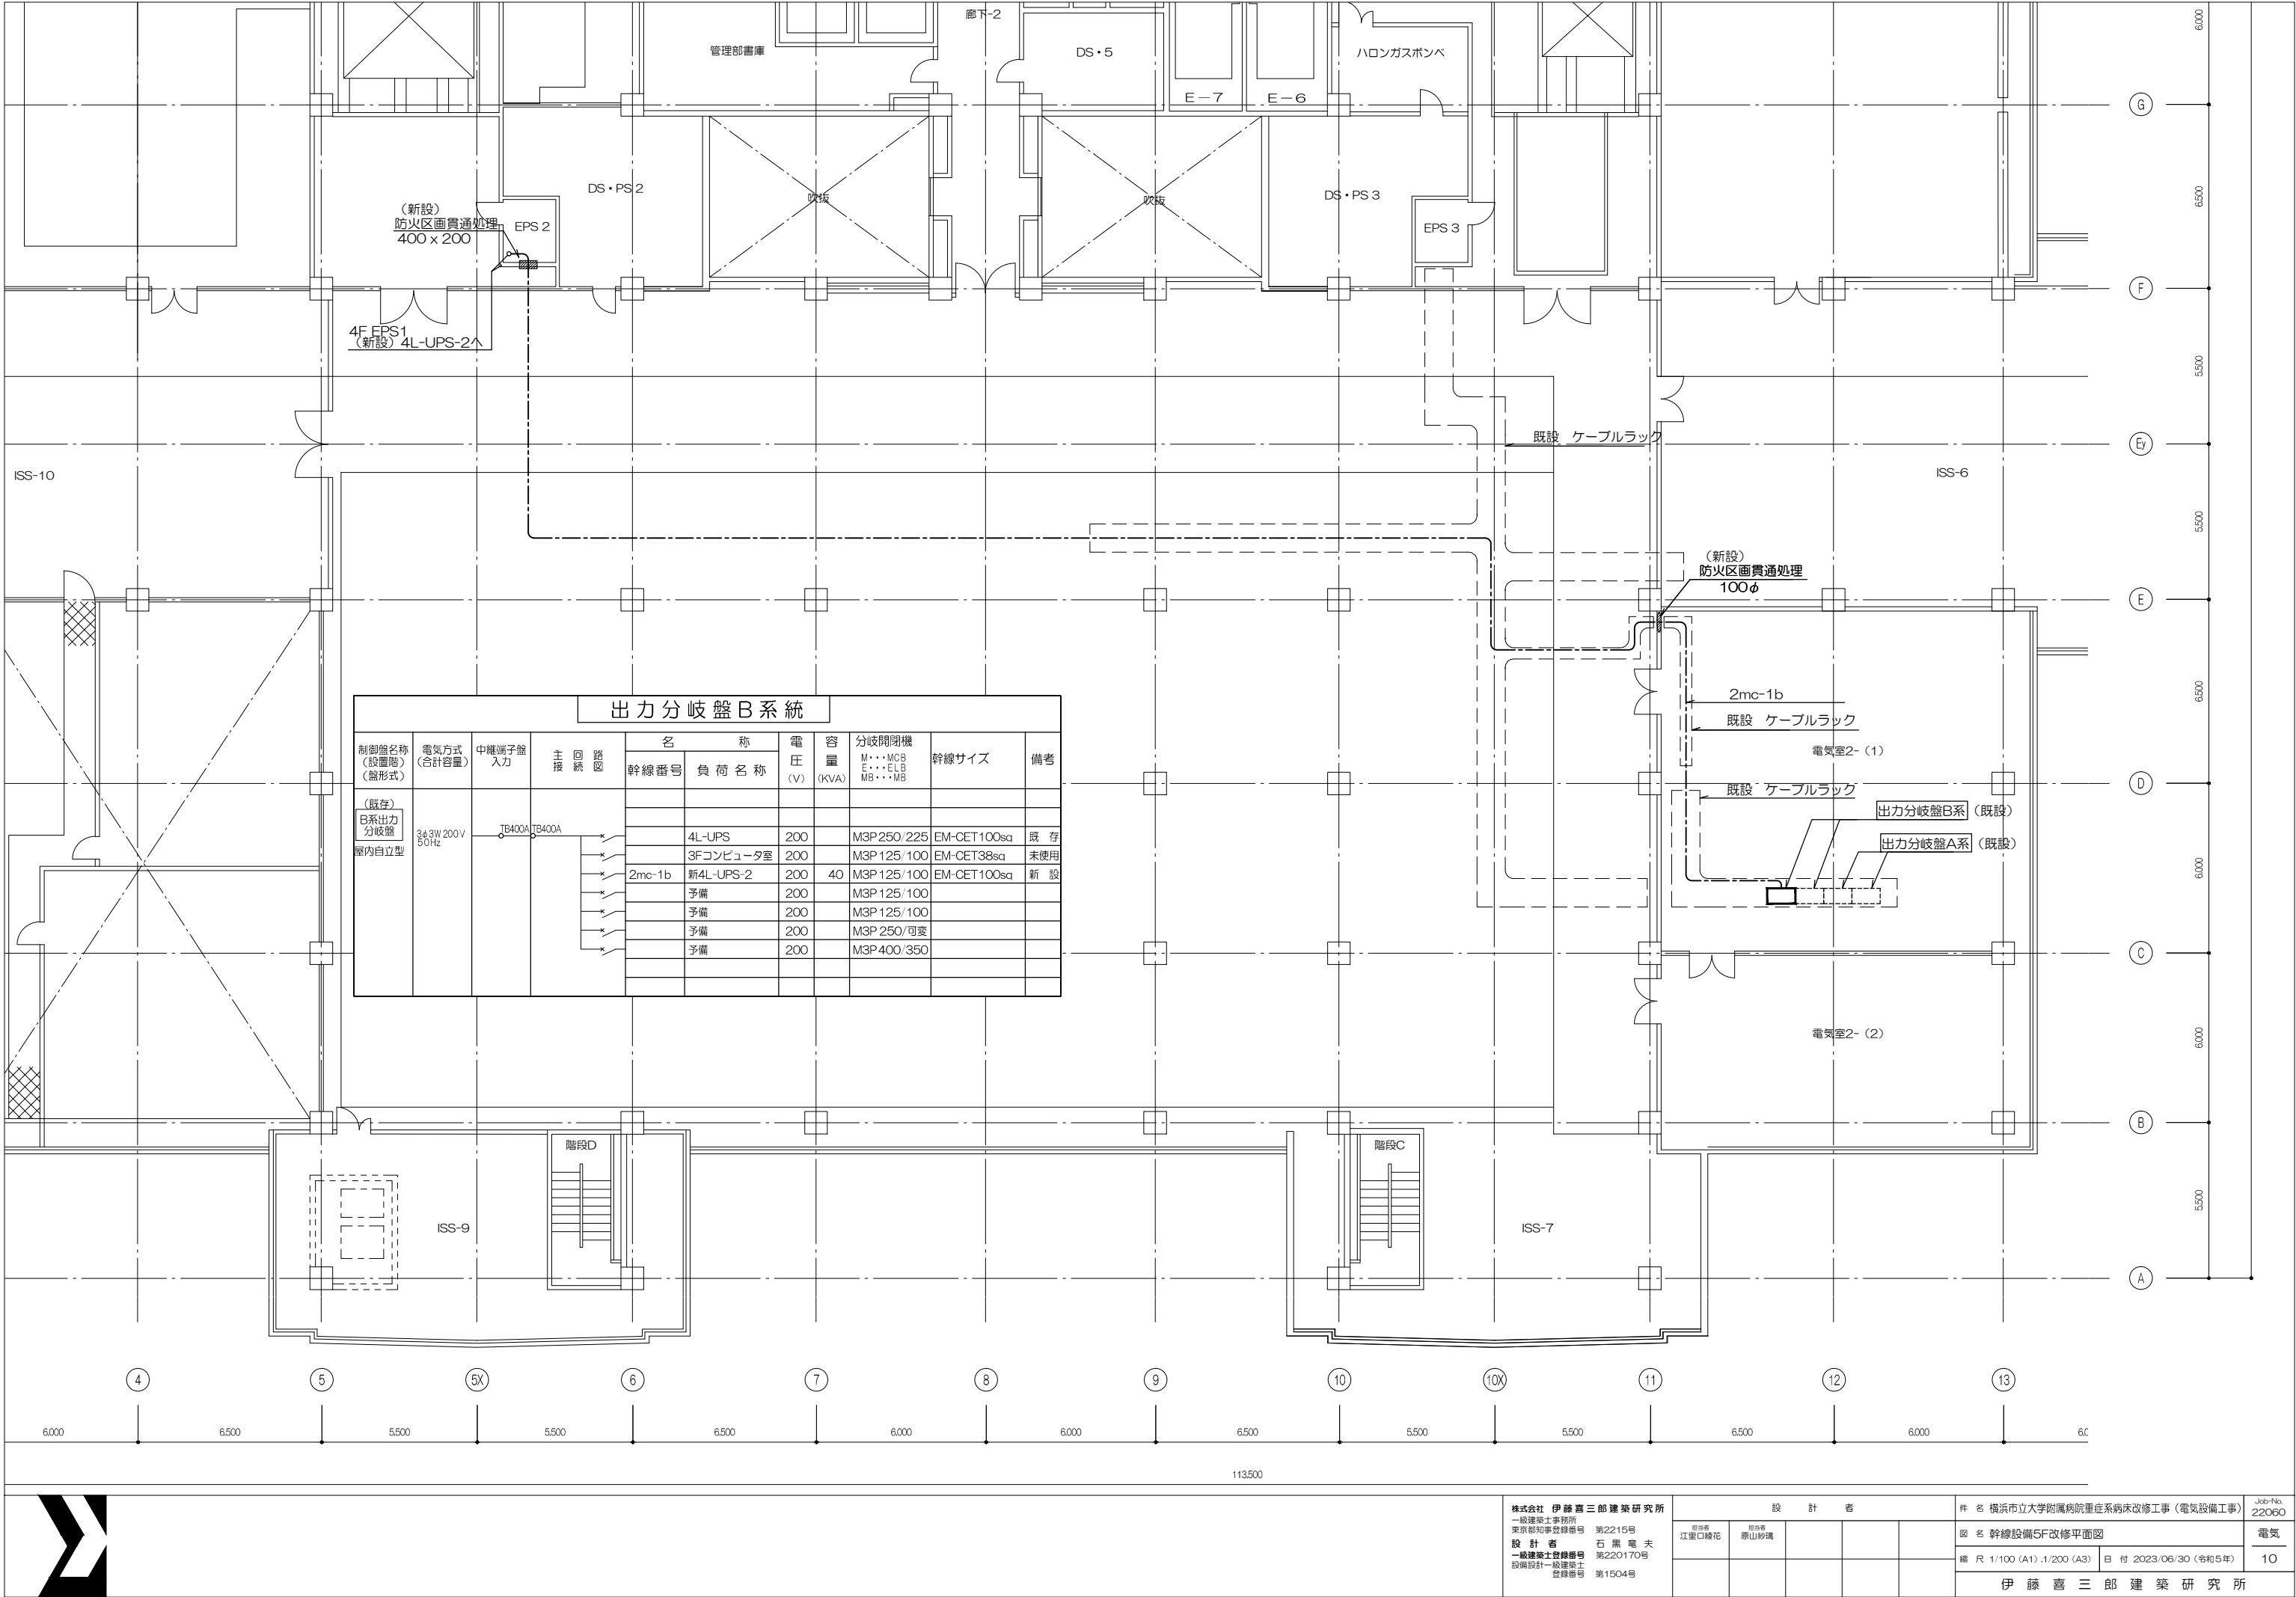 廊下-2
管理部書庫
DS・5
ハロンガスボンベ
E－7
E－6
G
6.000
DS・PS 2
吹抜
吹抜
DS・PS 3
6.500
（新設）
防火区画貫通処理
400 x 200
EPS 2
EPS 3
F
4F EPS1
（新設）4L-UPS-2へ
5.500
既設　ケーブルラック
Ey
ISS-10
ISS-6
5.500
（新設）
防火区画貫通処理
100φ
E
2mc-1b
6.500
既設　ケーブルラック
電気室2-（1）
D
既設　ケーブルラック
出力分岐盤B系（既設）
出力分岐盤A系（既設）
6.000
C
電気室2-（2）
6.000
B
出力分岐盤B系統
制御盤名称
（設置階）
（盤形式）
電気方式
（合計容量）
中継端子盤
入力
主回路
接続図
名　称
幹線番号
負荷名称
電圧
（V）
容量
（KVA）
分岐開閉機
M・・・MCB
E・・・ELB
MB・・・MB
幹線サイズ
備考
（既存）
B系出力
分岐盤
屋内自立型
3φ3W200V
50Hz
TB400A TB400A
4L-UPS 200 M3P250/225 EM-CET100sq 既 存
3Fコンピュータ室 200 M3P125/100 EM-CET38sq 未使用
2mc-1b 新4L-UPS-2 200 40 M3P125/100 EM-CET100sq 新 設
予備 200 M3P125/100
予備 200 M3P125/100
予備 200 M3P250/可変
予備 200 M3P400/350
階段D
階段C
ISS-9
ISS-7
5.500
A
4 5 5X 6 7 8 9 10 10X 11 12 13
6.000 6.500 5.500 5.500 6.500 6.000 6.000 6.500 5.500 5.500 6.500 6.000
113.500
株式会社 伊藤喜三郎建築研究所
一級建築士事務所
東京都知事登録番号 第2215号
設計者 石黒竜夫
一級建築士登録番号 第220170号
設備設計一級建築士
登録番号 第1504号
設計者
担当者
江里口綾花
担当者
原山紗璃
件 名 横浜市立大学附属病院重症系病床改修工事（電気設備工事）
Job-No.
22060
図 名 幹線設備5F改修平面図
電気
縮 尺 1/100（A1）,1/200（A3）
日 付 2023/06/30（令和5年）
10
伊藤喜三郎建築研究所